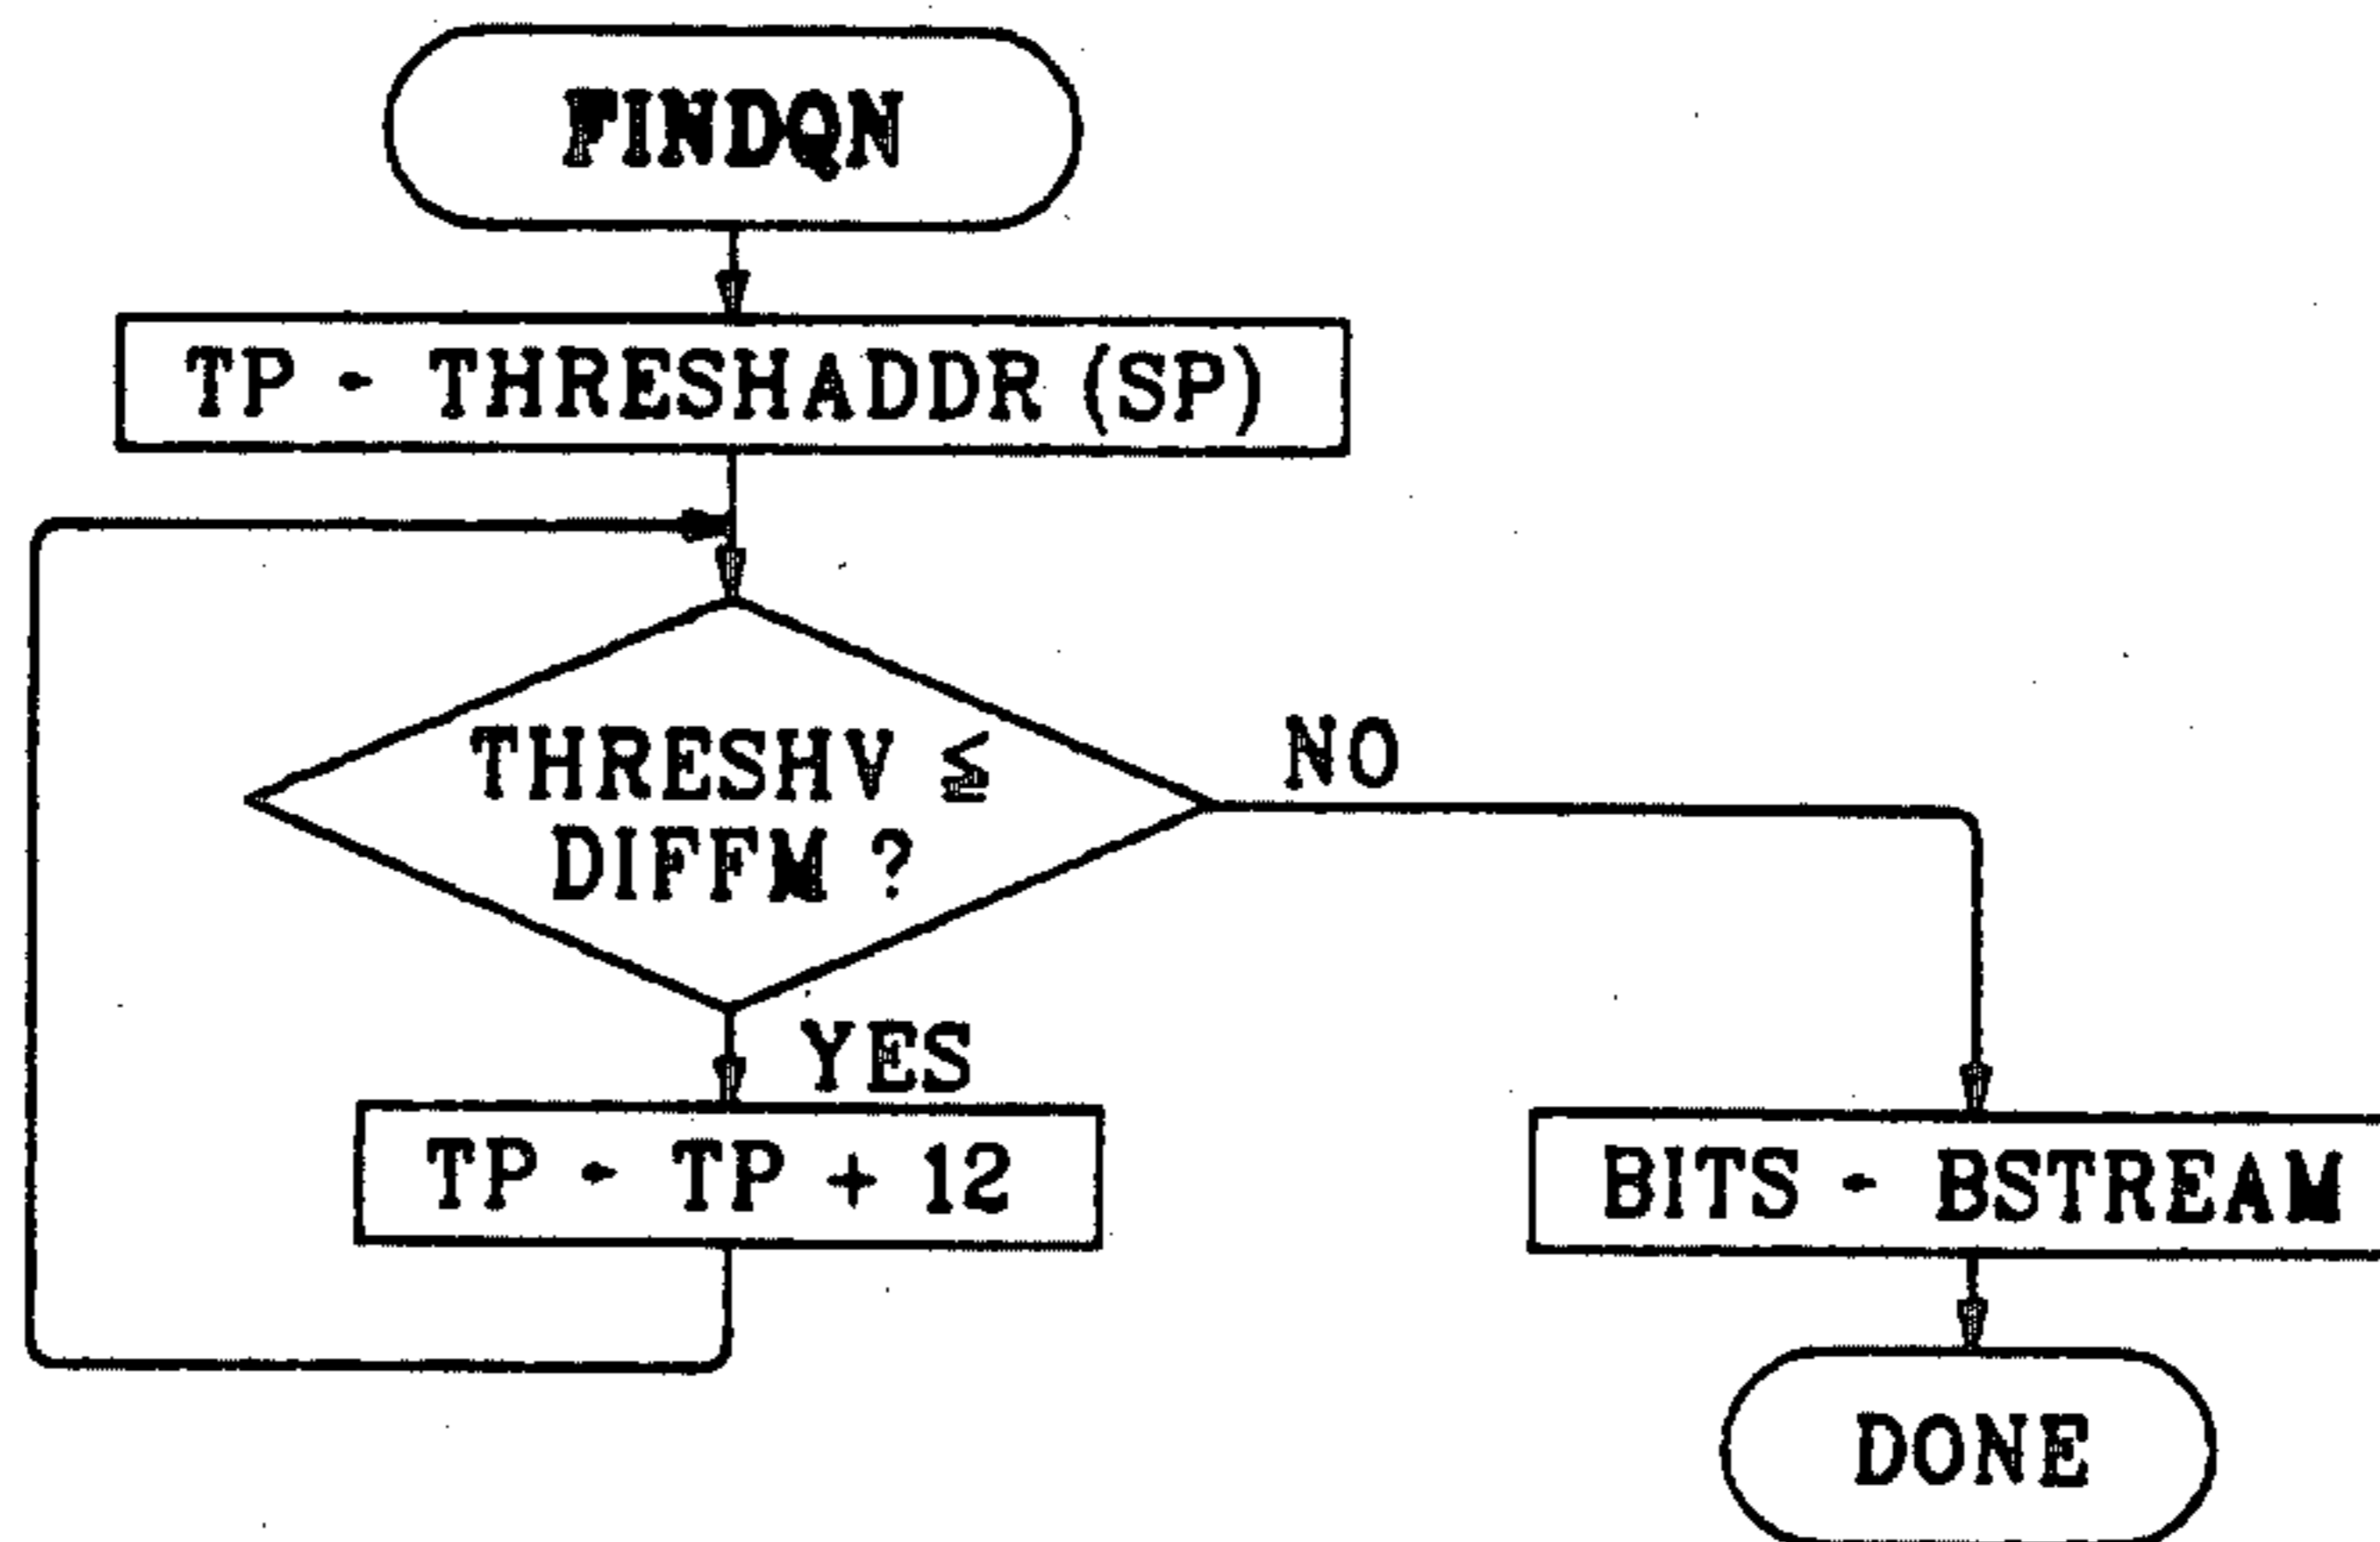 FINDQN
TP - THRESHADDR (SP)
THRESHV ≤
DIFFM ?
NO
YES
TP - TP + 12
BITS - BSTREAM
DONE